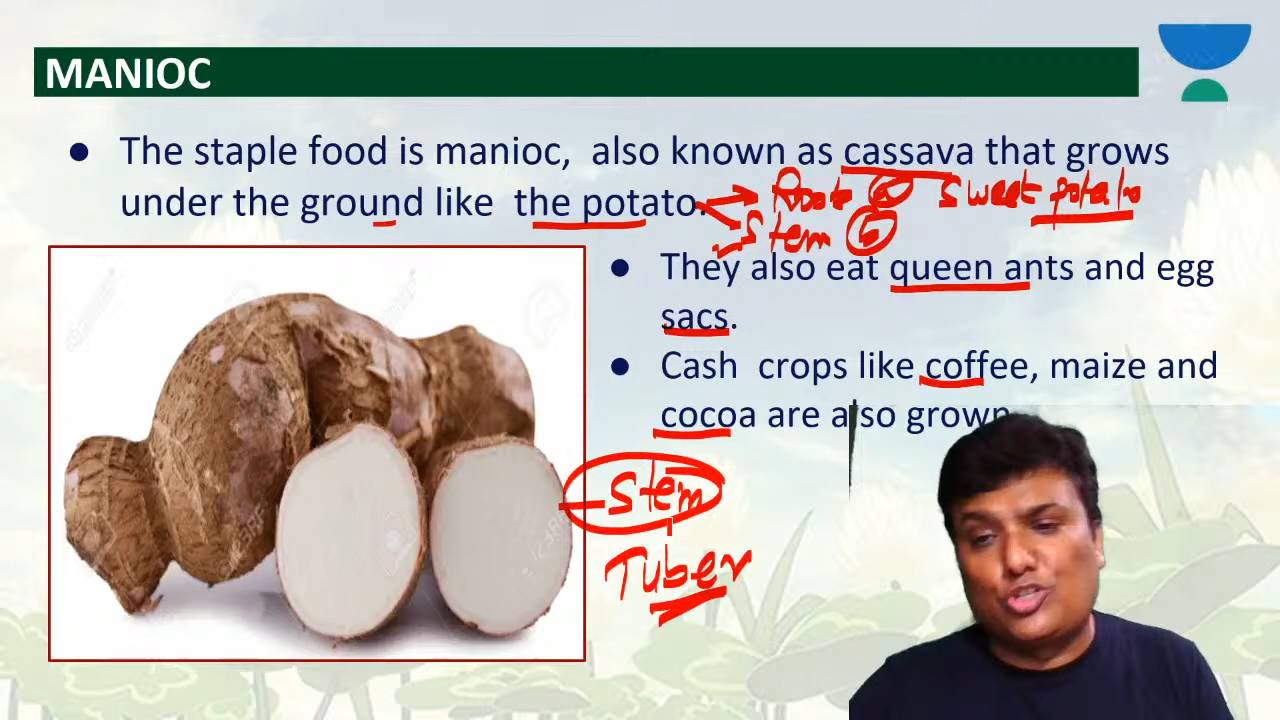 MANIOC
● The staple food is manioc, also known as cassava that grows
under the ground like the potato.
Root a Sweet potato
Stem b
● They also eat queen ants and egg
sacs.
● Cash crops like coffee, maize and
cocoa are also grown
Stem
Tuber